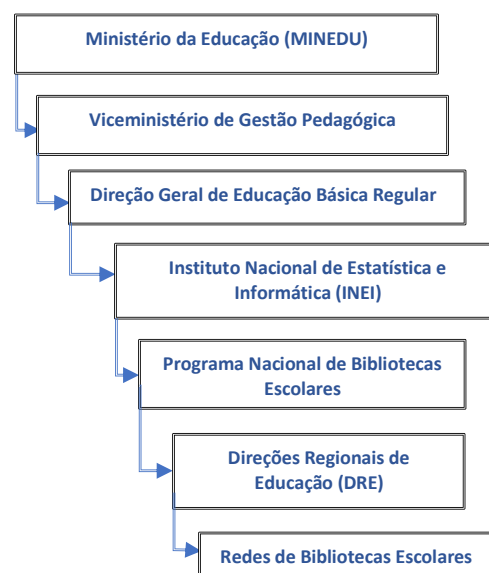 Ministério da Educação (MINEDU)
Viceministério de Gestão Pedagógica
Direção Geral de Educação Básica Regular
Instituto Nacional de Estatística e
Informática (INEI)
Programa Nacional de Bibliotecas
Escolares
Direções Regionais de
Educação (DRE)
Redes de Bibliotecas Escolares